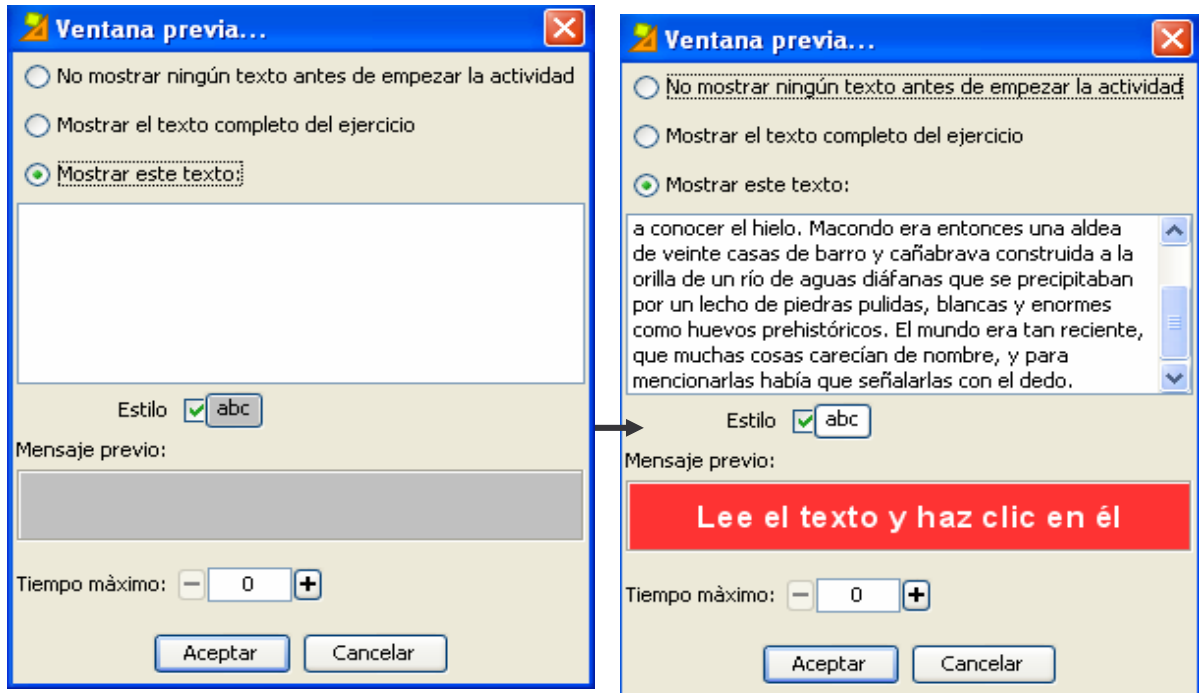 Ventana previa...
No mostrar ningún texto antes de empezar la actividad
Mostrar el texto completo del ejercicio
Mostrar este texto:
Estilo abc
Mensaje previo:
Tiempo màximo: 0
Aceptar Cancelar
Ventana previa...
No mostrar ningún texto antes de empezar la actividad
Mostrar el texto completo del ejercicio
Mostrar este texto:
a conocer el hielo. Macondo era entonces una aldea
de veinte casas de barro y cañabrava construida a la
orilla de un río de aguas diáfanas que se precipitaban
por un lecho de piedras pulidas, blancas y enormes
como huevos prehistóricos. El mundo era tan reciente,
que muchas cosas carecían de nombre, y para
mencionarlas había que señalarlas con el dedo.
Estilo abc
Mensaje previo:
Lee el texto y haz clic en él
Tiempo màximo: 0
Aceptar Cancelar